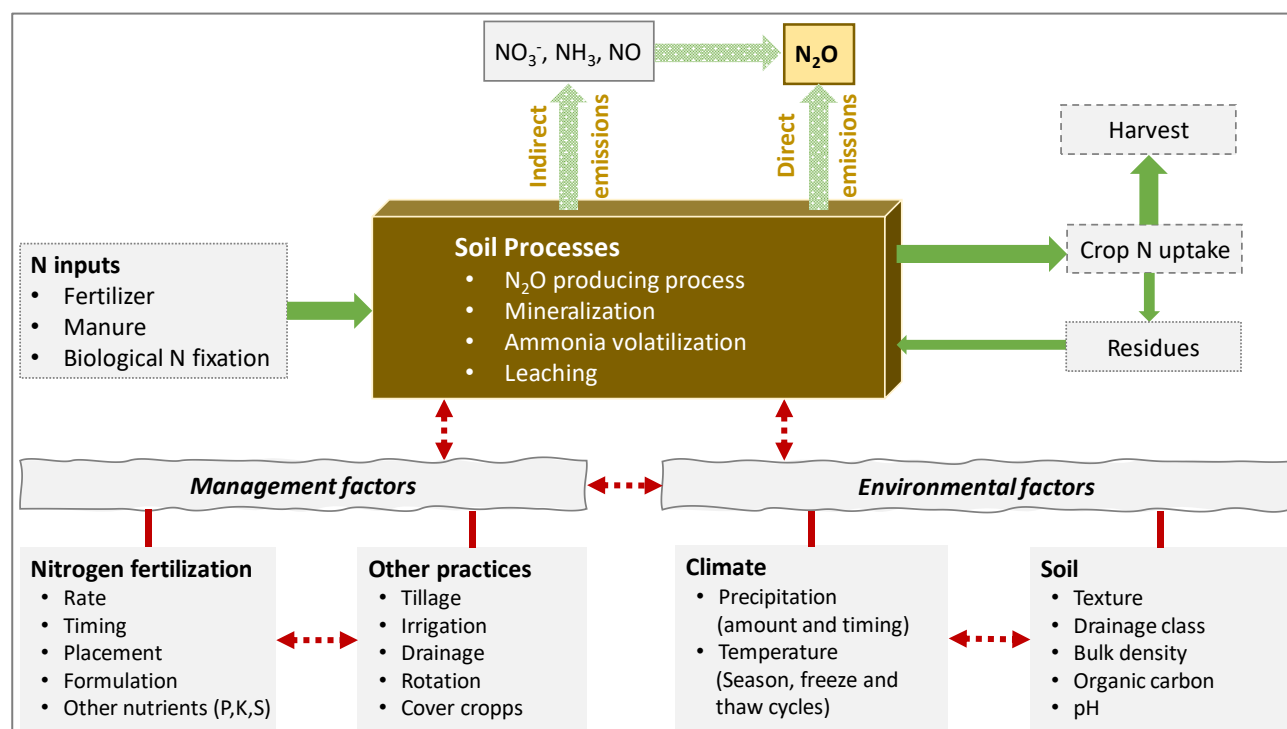 NO₃⁻, NH₃, NO
N₂O
Indirect
emissions
Direct
emissions
Harvest
Crop N uptake
Residues
N inputs
• Fertilizer
• Manure
• Biological N fixation
Soil Processes
• N₂O producing process
• Mineralization
• Ammonia volatilization
• Leaching
Management factors
Environmental factors
Nitrogen fertilization
• Rate
• Timing
• Placement
• Formulation
• Other nutrients (P,K,S)
Other practices
• Tillage
• Irrigation
• Drainage
• Rotation
• Cover cropps
Climate
• Precipitation
(amount and timing)
• Temperature
(Season, freeze and
thaw cycles)
Soil
• Texture
• Drainage class
• Bulk density
• Organic carbon
• pH